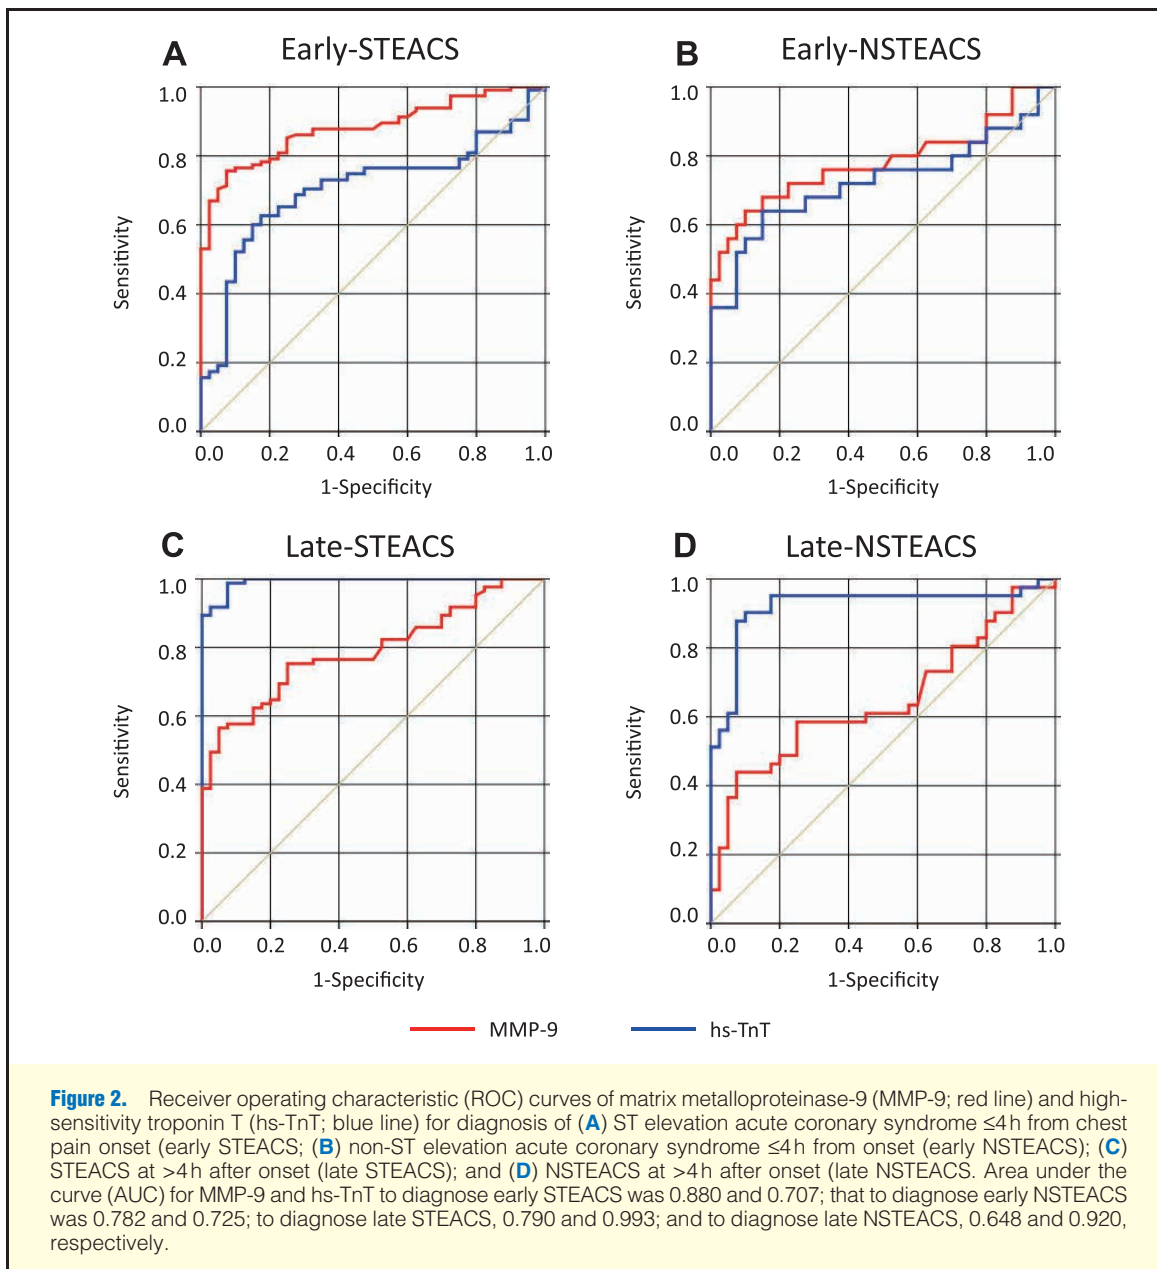 A Early-STEACS
1.0
0.8
0.6
0.4
0.2
0.0
Sensitivity
0.0 0.2 0.4 0.6 0.8 1.0
1-Specificity
B Early-NSTEACS
1.0
0.8
0.6
0.4
0.2
0.0
Sensitivity
0.0 0.2 0.4 0.6 0.8 1.0
1-Specificity
C Late-STEACS
1.0
0.8
0.6
0.4
0.2
0.0
Sensitivity
0.0 0.2 0.4 0.6 0.8 1.0
1-Specificity
D Late-NSTEACS
1.0
0.8
0.6
0.4
0.2
0.0
Sensitivity
0.0 0.2 0.4 0.6 0.8 1.0
1-Specificity
MMP-9 hs-TnT
Figure 2. Receiver operating characteristic (ROC) curves of matrix metalloproteinase-9 (MMP-9; red line) and high-
sensitivity troponin T (hs-TnT; blue line) for diagnosis of (A) ST elevation acute coronary syndrome ≤4 h from chest
pain onset (early STEACS; (B) non-ST elevation acute coronary syndrome ≤4 h from onset (early NSTEACS); (C)
STEACS at >4 h after onset (late STEACS); and (D) NSTEACS at >4 h after onset (late NSTEACS. Area under the
curve (AUC) for MMP-9 and hs-TnT to diagnose early STEACS was 0.880 and 0.707; that to diagnose early NSTEACS
was 0.782 and 0.725; to diagnose late STEACS, 0.790 and 0.993; and to diagnose late NSTEACS, 0.648 and 0.920,
respectively.